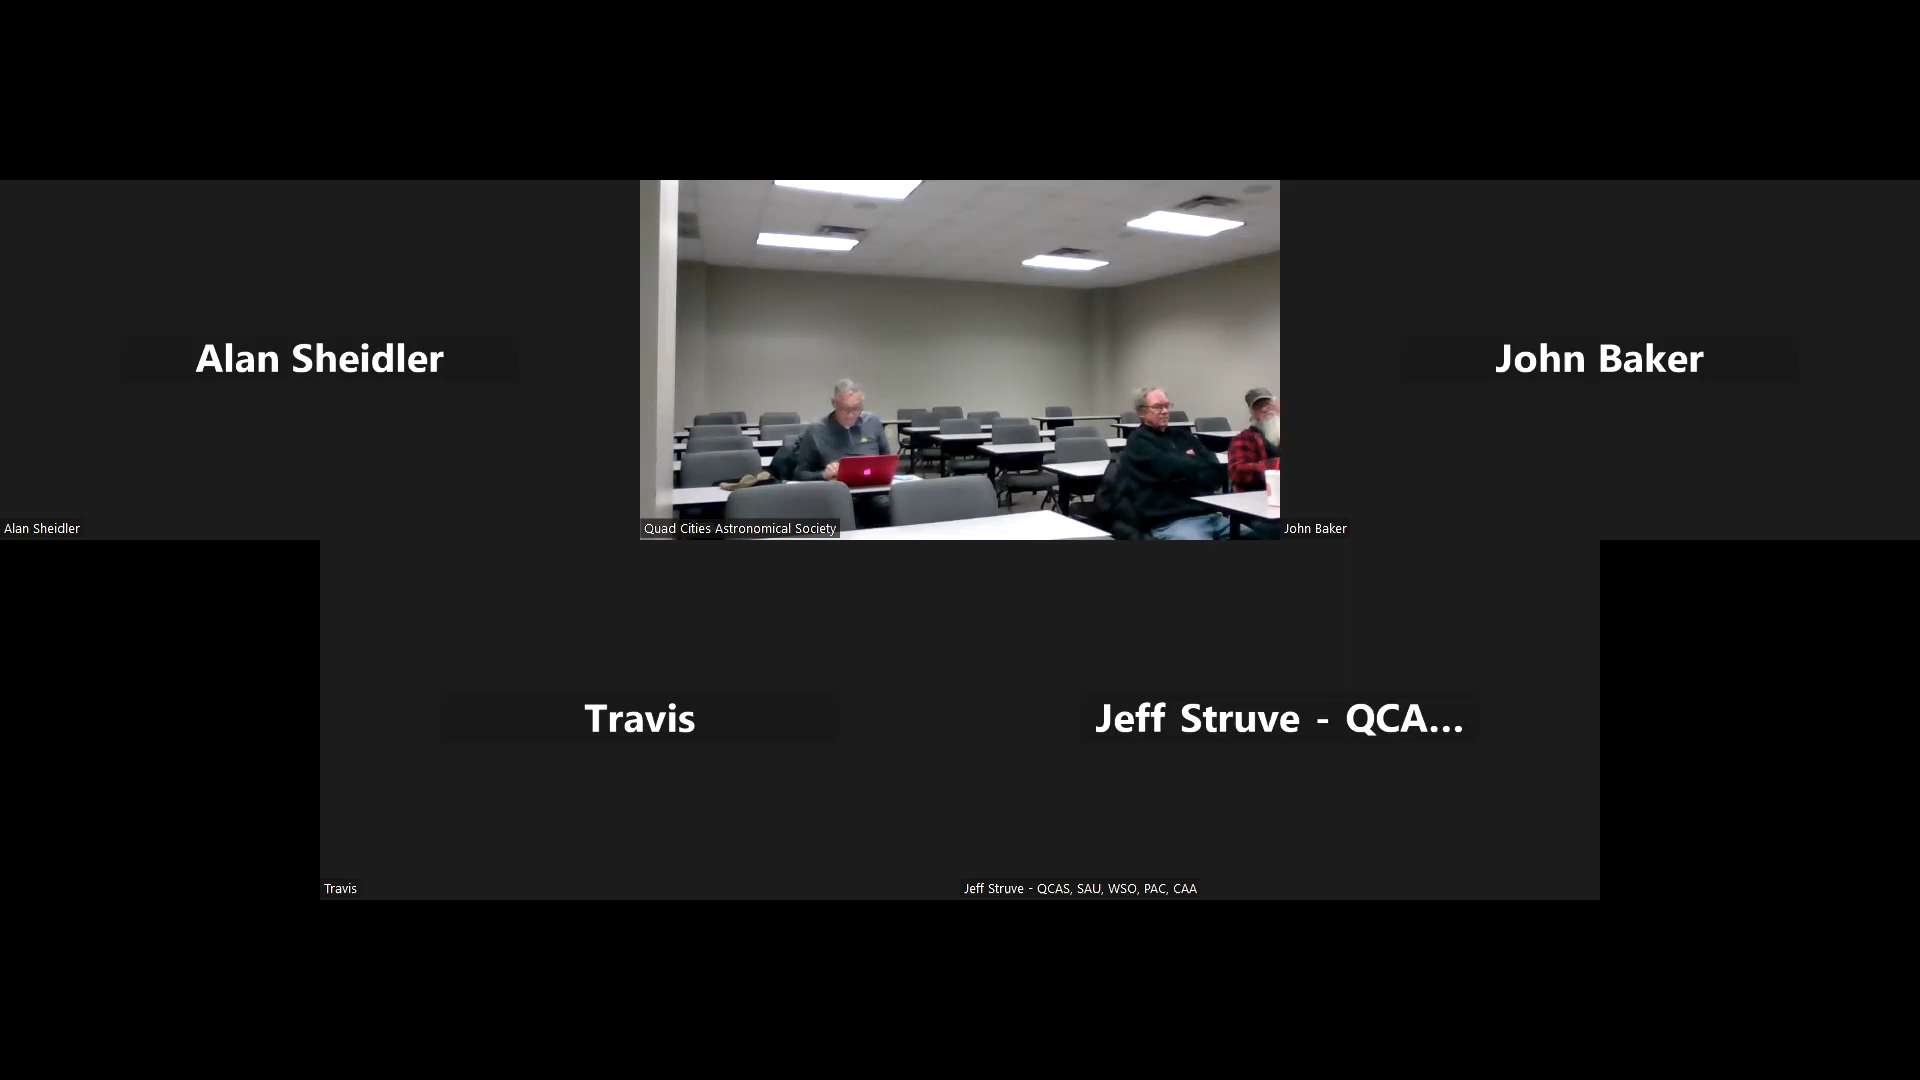 Alan Sheidler
John Baker
Alan Sheidler
Quad Cities Astronomical Society
John Baker
Travis
Jeff Struve - QCA...
Travis
Jeff Struve - QCAS, SAU, WSO, PAC, CAA